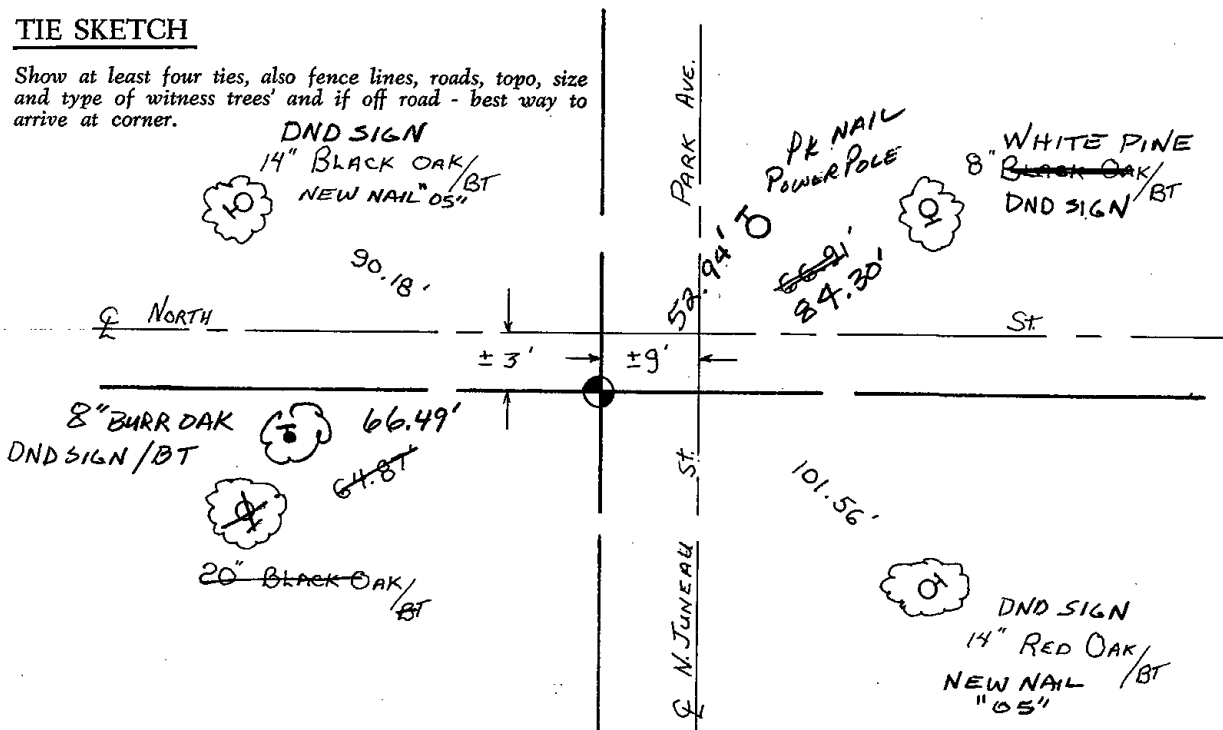 TIE SKETCH
Show at least four ties, also fence lines, roads, topo, size
and type of witness trees' and if off road - best way to
arrive at corner.
DND SIGN
14" BLACK OAK/BT
NEW NAIL "05"
90.18'
PARK AVE.
PK NAIL
POWER POLE
52.94'
WHITE PINE
8" BLACK OAK/BT
DND SIGN
66.91'
84.30'
℄ NORTH St.
± 3'
± 9'
8" BURR OAK
DND SIGN / BT
66.49'
64.87'
20" BLACK OAK/BT
℄ N. JUNEAU St.
101.56'
DND SIGN
14" RED OAK/BT
NEW NAIL
"05"